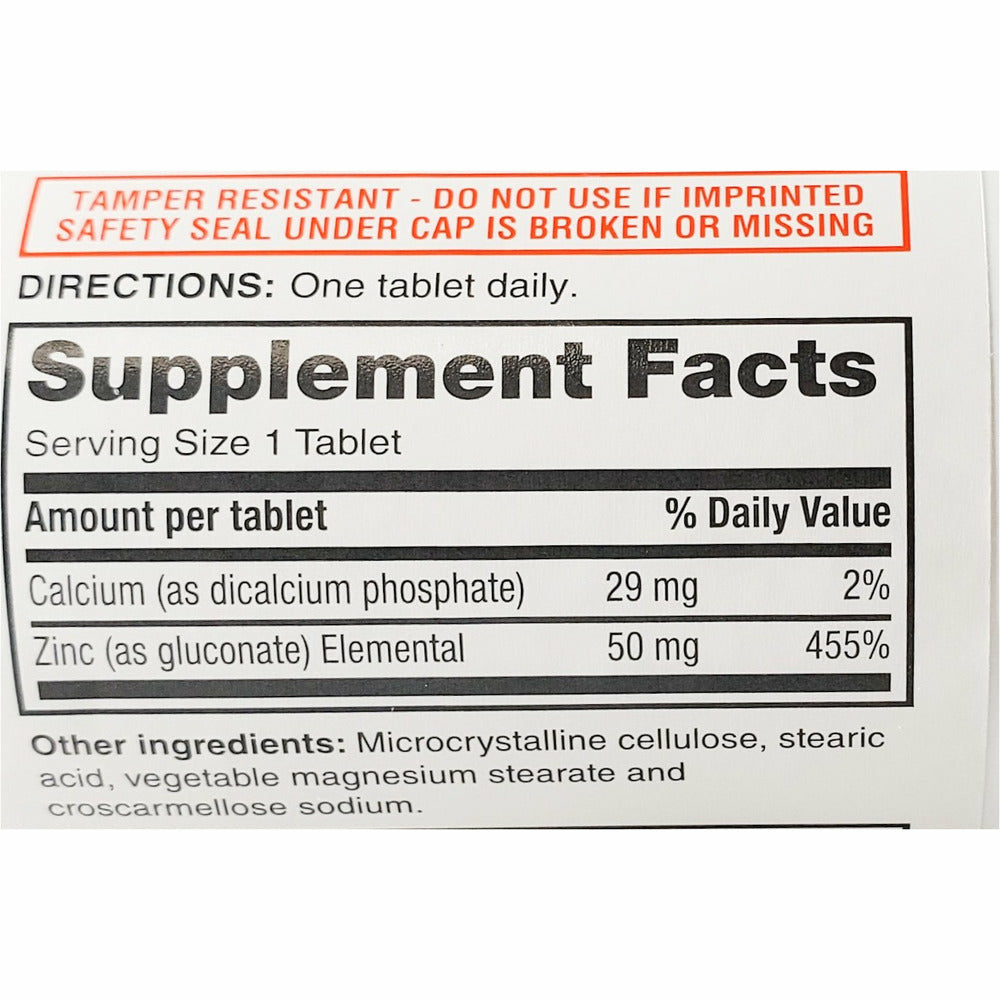 TAMPER RESISTANT - DO NOT USE IF IMPRINTED
SAFETY SEAL UNDER CAP IS BROKEN OR MISSING
DIRECTIONS: One tablet daily.
Supplement Facts
Serving Size 1 Tablet
Amount per tablet % Daily Value
Calcium (as dicalcium phosphate) 29 mg 2%
Zinc (as gluconate) Elemental 50 mg 455%
Other ingredients: Microcrystalline cellulose, stearic
acid, vegetable magnesium stearate and
croscarmellose sodium.